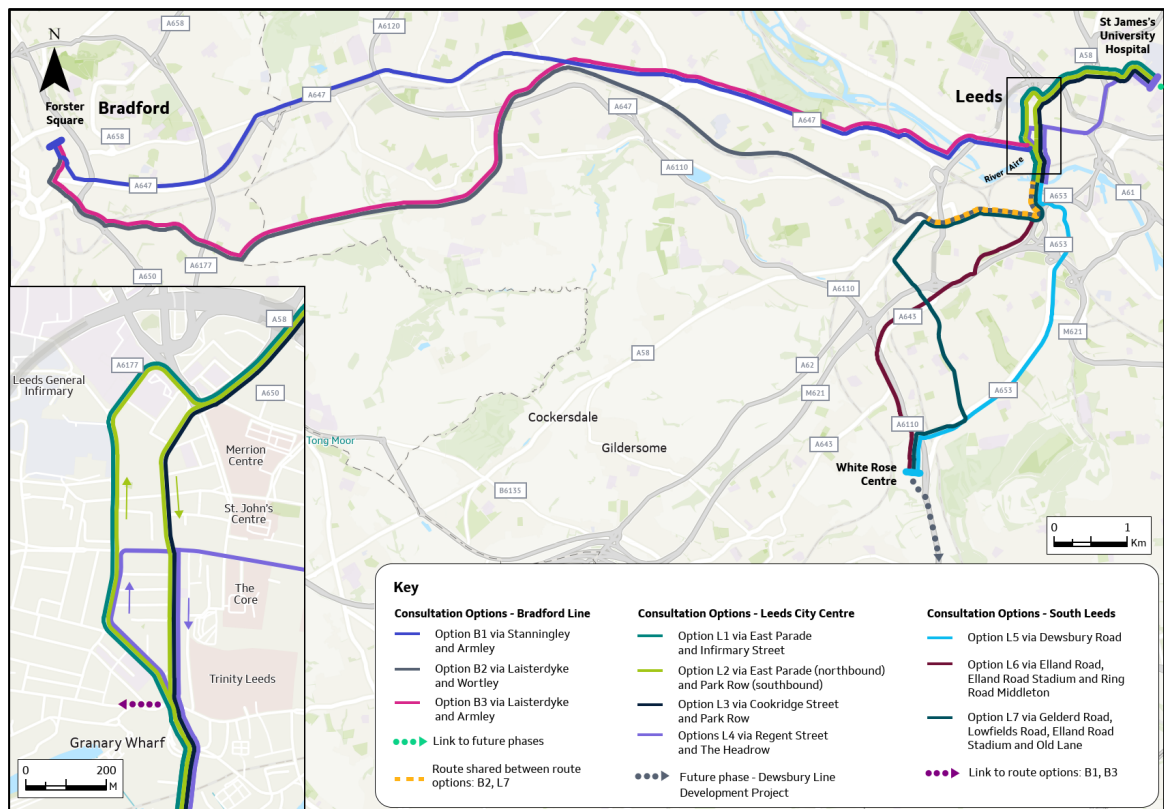 St James's
University
Hospital
A658
A6120
A58
N
Bradford
Forster
Square
A647
Leeds
A658
A647
A647
A6110
River Aire
A61
A647
A653
A6177
A650
A653
A6110
A643
M621
A58
A62
M621
A653
Cockersdale
A6110
Gildersome
A643
White Rose
Centre
B6135
0 1
Km
A58
A6177
Leeds General
Infirmary
A650
Merrion
Centre
Tong Moor
St. John's
Centre
The
Core
Trinity Leeds
Granary Wharf
0 200
M
Key
Consultation Options - Bradford Line
Option B1 via Stanningley
and Armley
Option B2 via Laisterdyke
and Wortley
Option B3 via Laisterdyke
and Armley
Link to future phases
Route shared between route
options: B2, L7
Consultation Options - Leeds City Centre
Option L1 via East Parade
and Infirmary Street
Option L2 via East Parade (northbound)
and Park Row (southbound)
Option L3 via Cookridge Street
and Park Row
Options L4 via Regent Street
and The Headrow
Future phase - Dewsbury Line
Development Project
Consultation Options - South Leeds
Option L5 via Dewsbury Road
Option L6 via Elland Road,
Elland Road Stadium and Ring
Road Middleton
Option L7 via Gelderd Road,
Lowfields Road, Elland Road
Stadium and Old Lane
Link to route options: B1, B3